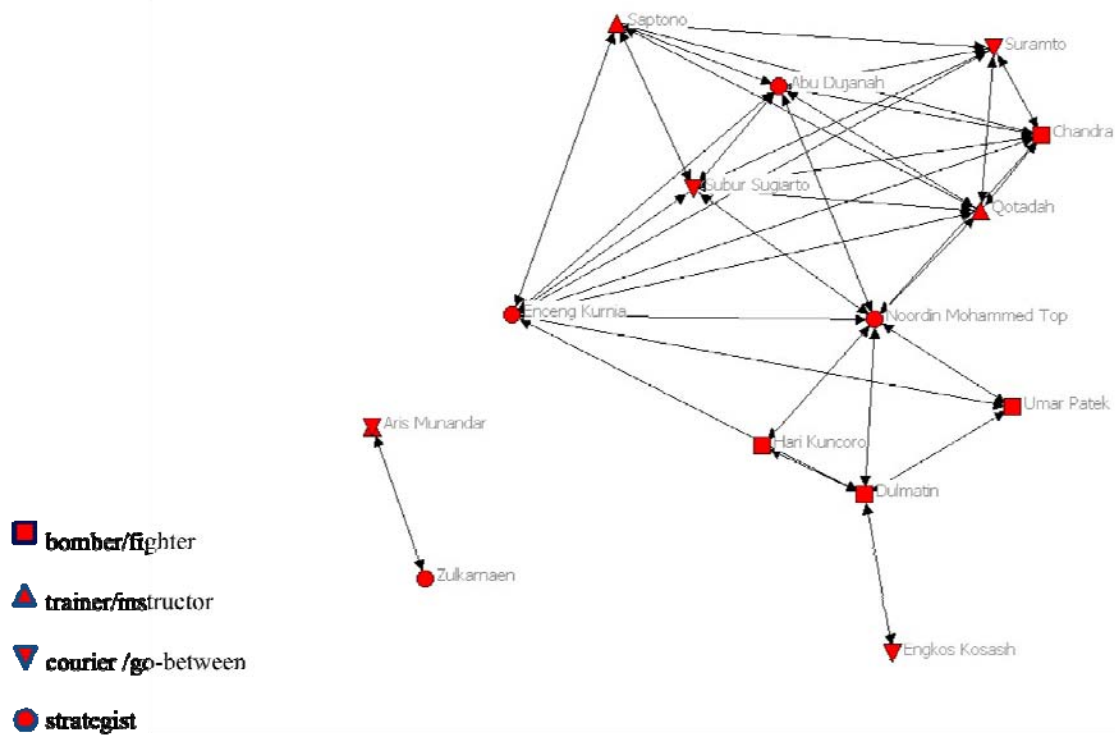 Saptono
Suramto
Abu Dujanah
Chandra
Subur Sugiarto
Qotadah
Enceng Kurnia
Noordin Mohammed Top
Umar Patek
Aris Munandar
Hari Kuncoro
Dulmatin
bomber/fighter
Zulkarnaen
trainer/instructor
Engkos Kosasih
courier /go-between
strategist